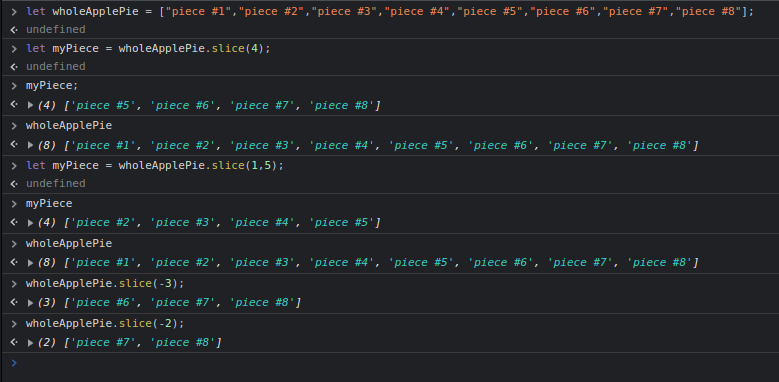 > let wholeApplePie = ["piece #1","piece #2","piece #3","piece #4","piece #5","piece #6","piece #7","piece #8"];
undefined
> let myPiece = wholeApplePie.slice(4);
undefined
> myPiece;
(4) ['piece #5', 'piece #6', 'piece #7', 'piece #8']
> wholeApplePie
(8) ['piece #1', 'piece #2', 'piece #3', 'piece #4', 'piece #5', 'piece #6', 'piece #7', 'piece #8']
> let myPiece = wholeApplePie.slice(1,5);
undefined
> myPiece
(4) ['piece #2', 'piece #3', 'piece #4', 'piece #5']
> wholeApplePie
(8) ['piece #1', 'piece #2', 'piece #3', 'piece #4', 'piece #5', 'piece #6', 'piece #7', 'piece #8']
> wholeApplePie.slice(-3);
(3) ['piece #6', 'piece #7', 'piece #8']
> wholeApplePie.slice(-2);
(2) ['piece #7', 'piece #8']
>